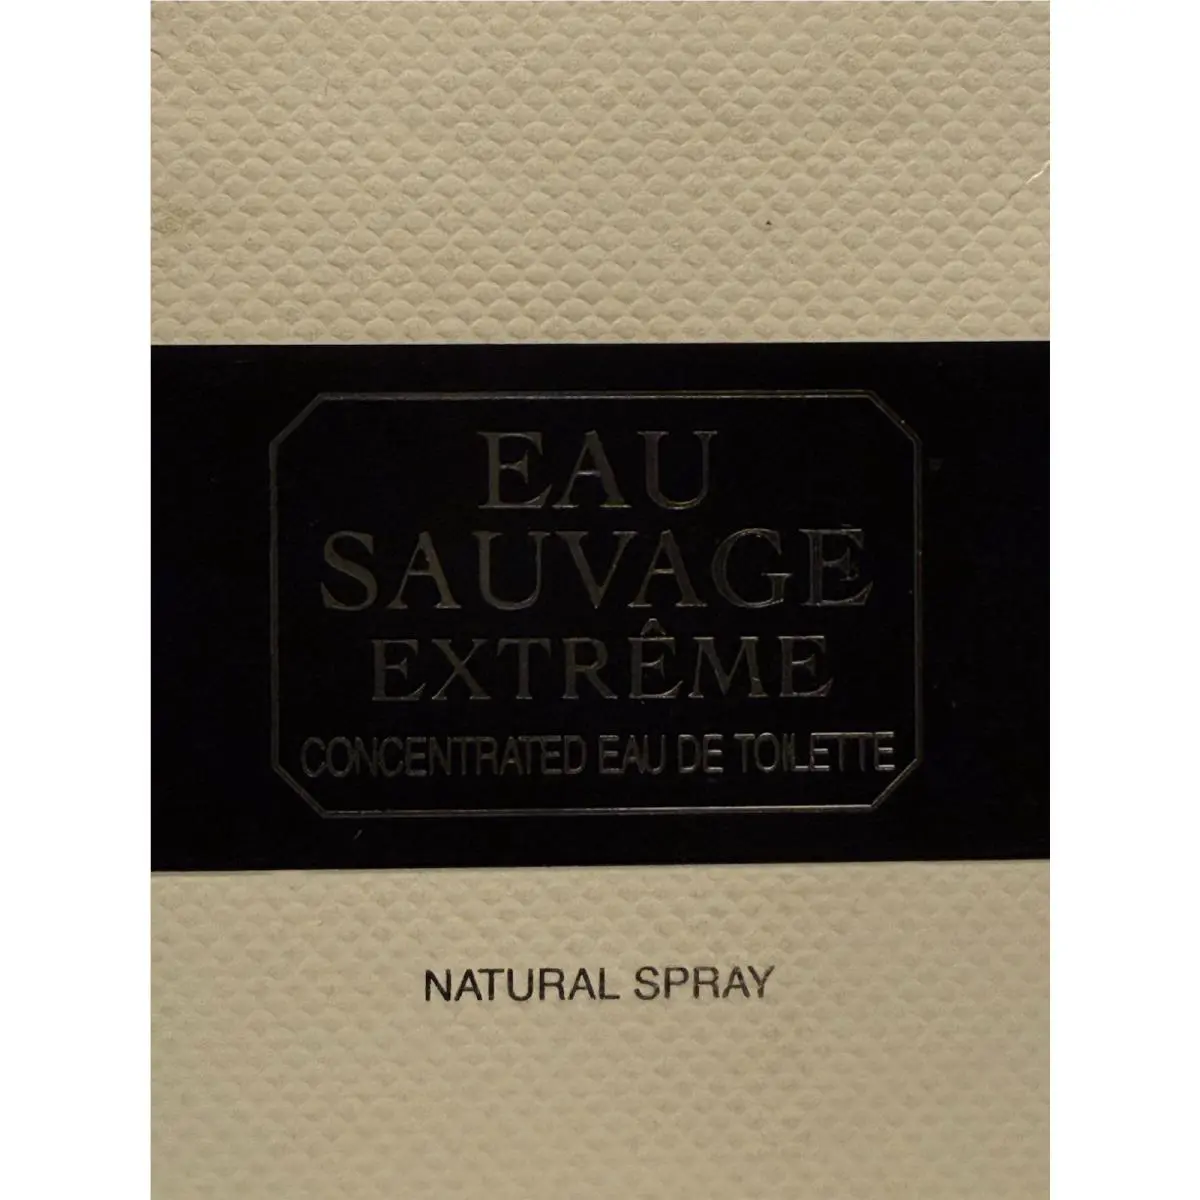 EAU
SAUVAGE
EXTRÊME
CONCENTRATED EAU DE TOILETTE
NATURAL SPRAY